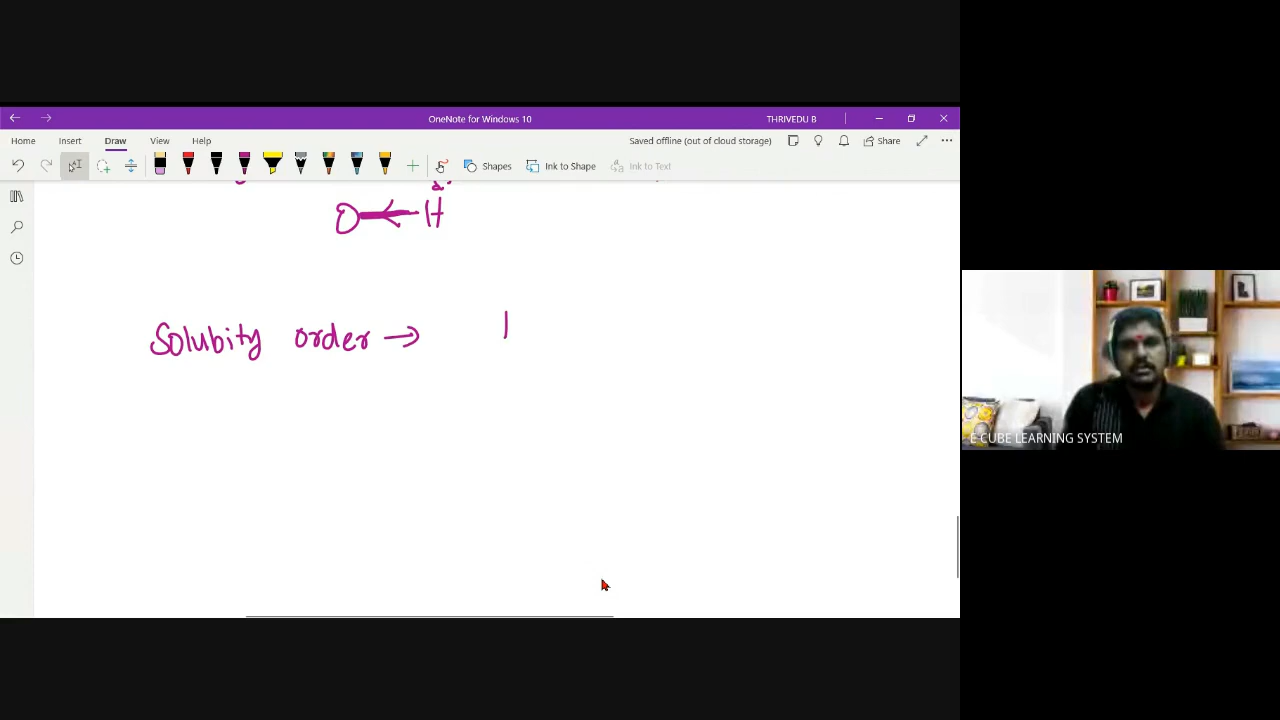 OneNote for Windows 10
THRIVEDU B
Home Insert Draw View Help
Saved offline (out of cloud storage)
Share
Shapes
Ink to Shape
Ink to Text
O H
Solubity order →
E CUBE LEARNING SYSTEM